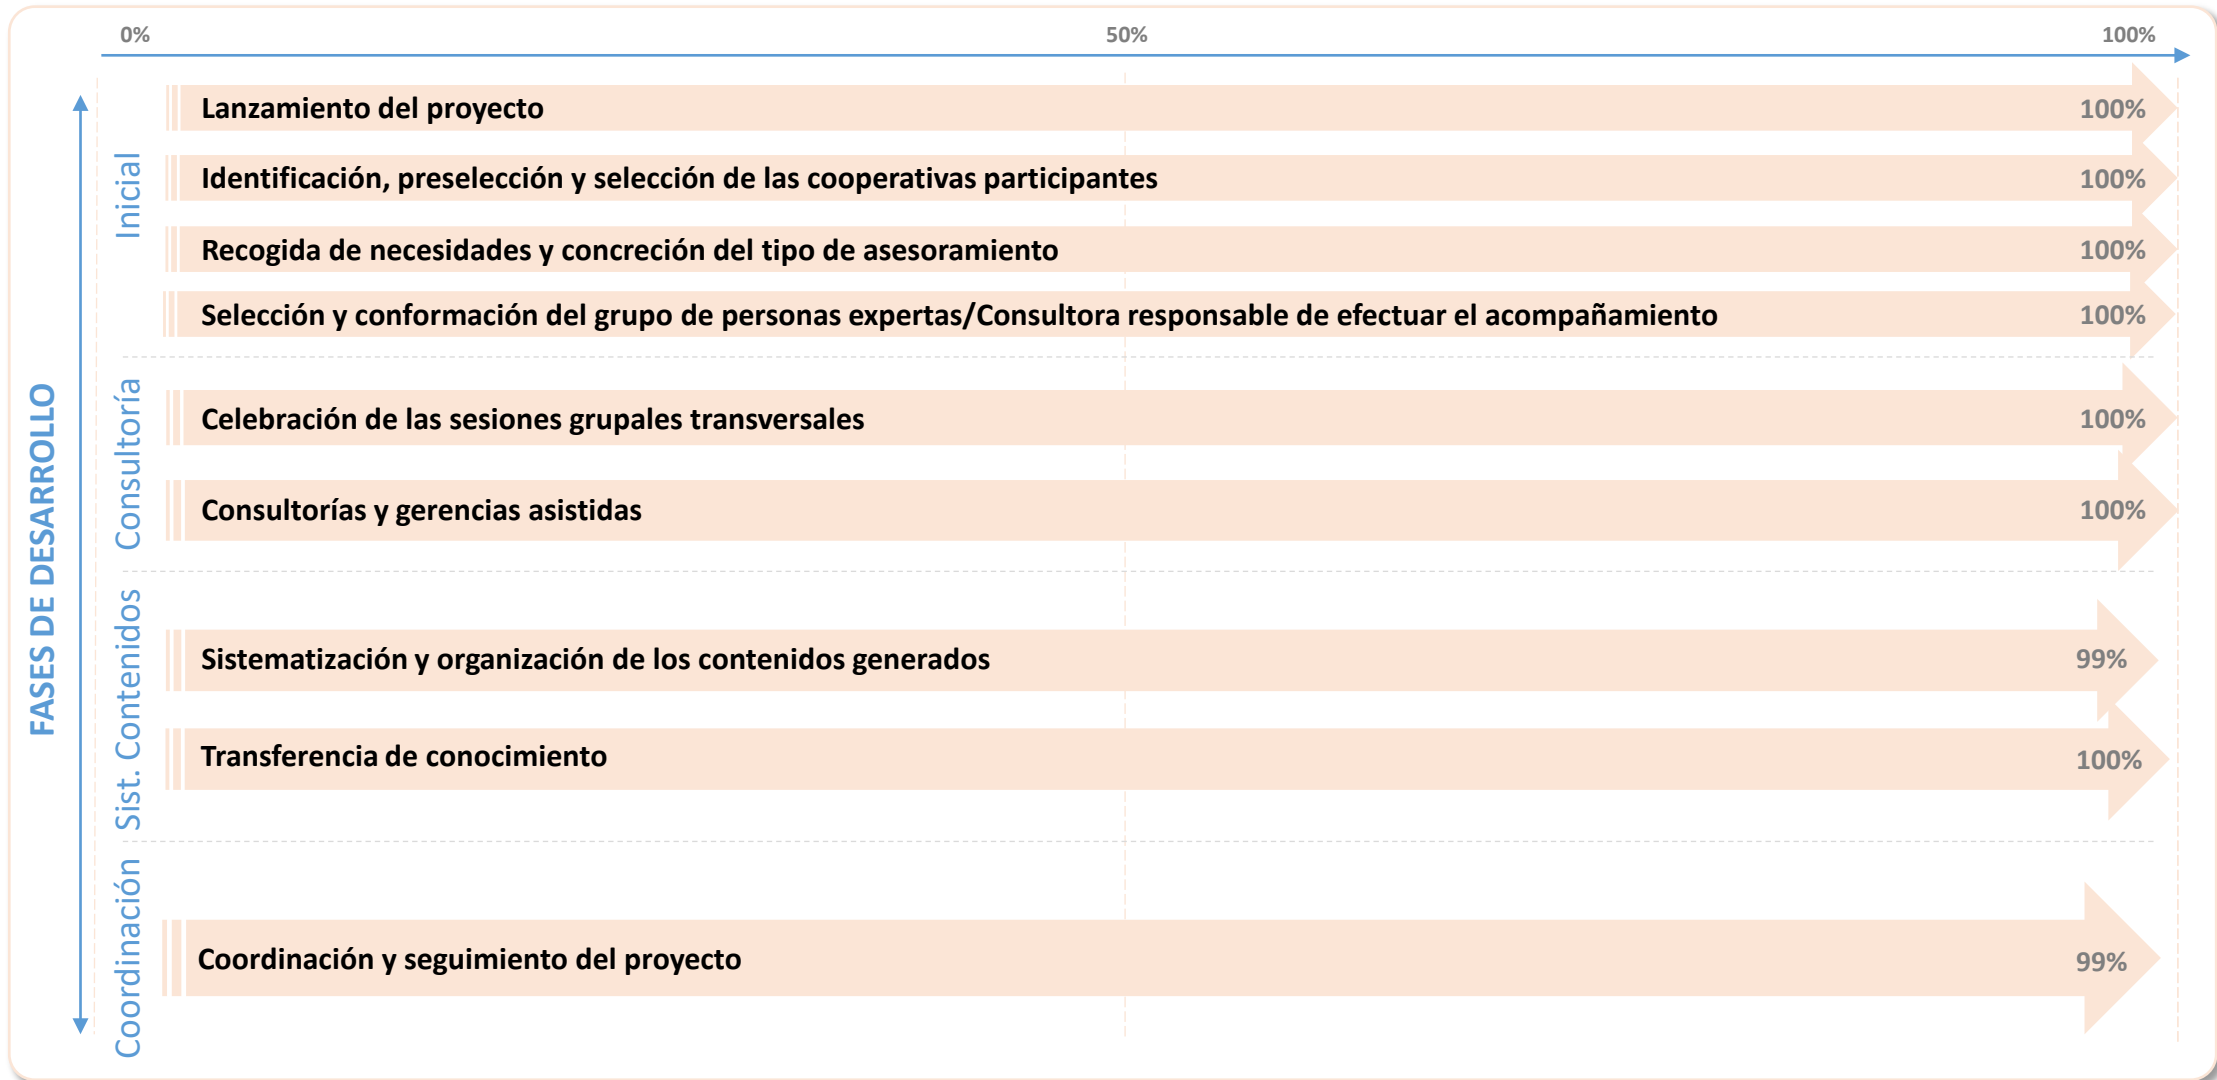 0% 50% 100%
FASES DE DESARROLLO
Inicial
Lanzamiento del proyecto 100%
Identificación, preselección y selección de las cooperativas participantes 100%
Recogida de necesidades y concreción del tipo de asesoramiento 100%
Selección y conformación del grupo de personas expertas/Consultora responsable de efectuar el acompañamiento 100%
Consultoría
Celebración de las sesiones grupales transversales 100%
Consultorías y gerencias asistidas 100%
Sist. Contenidos
Sistematización y organización de los contenidos generados 99%
Transferencia de conocimiento 100%
Coordinación
Coordinación y seguimiento del proyecto 99%